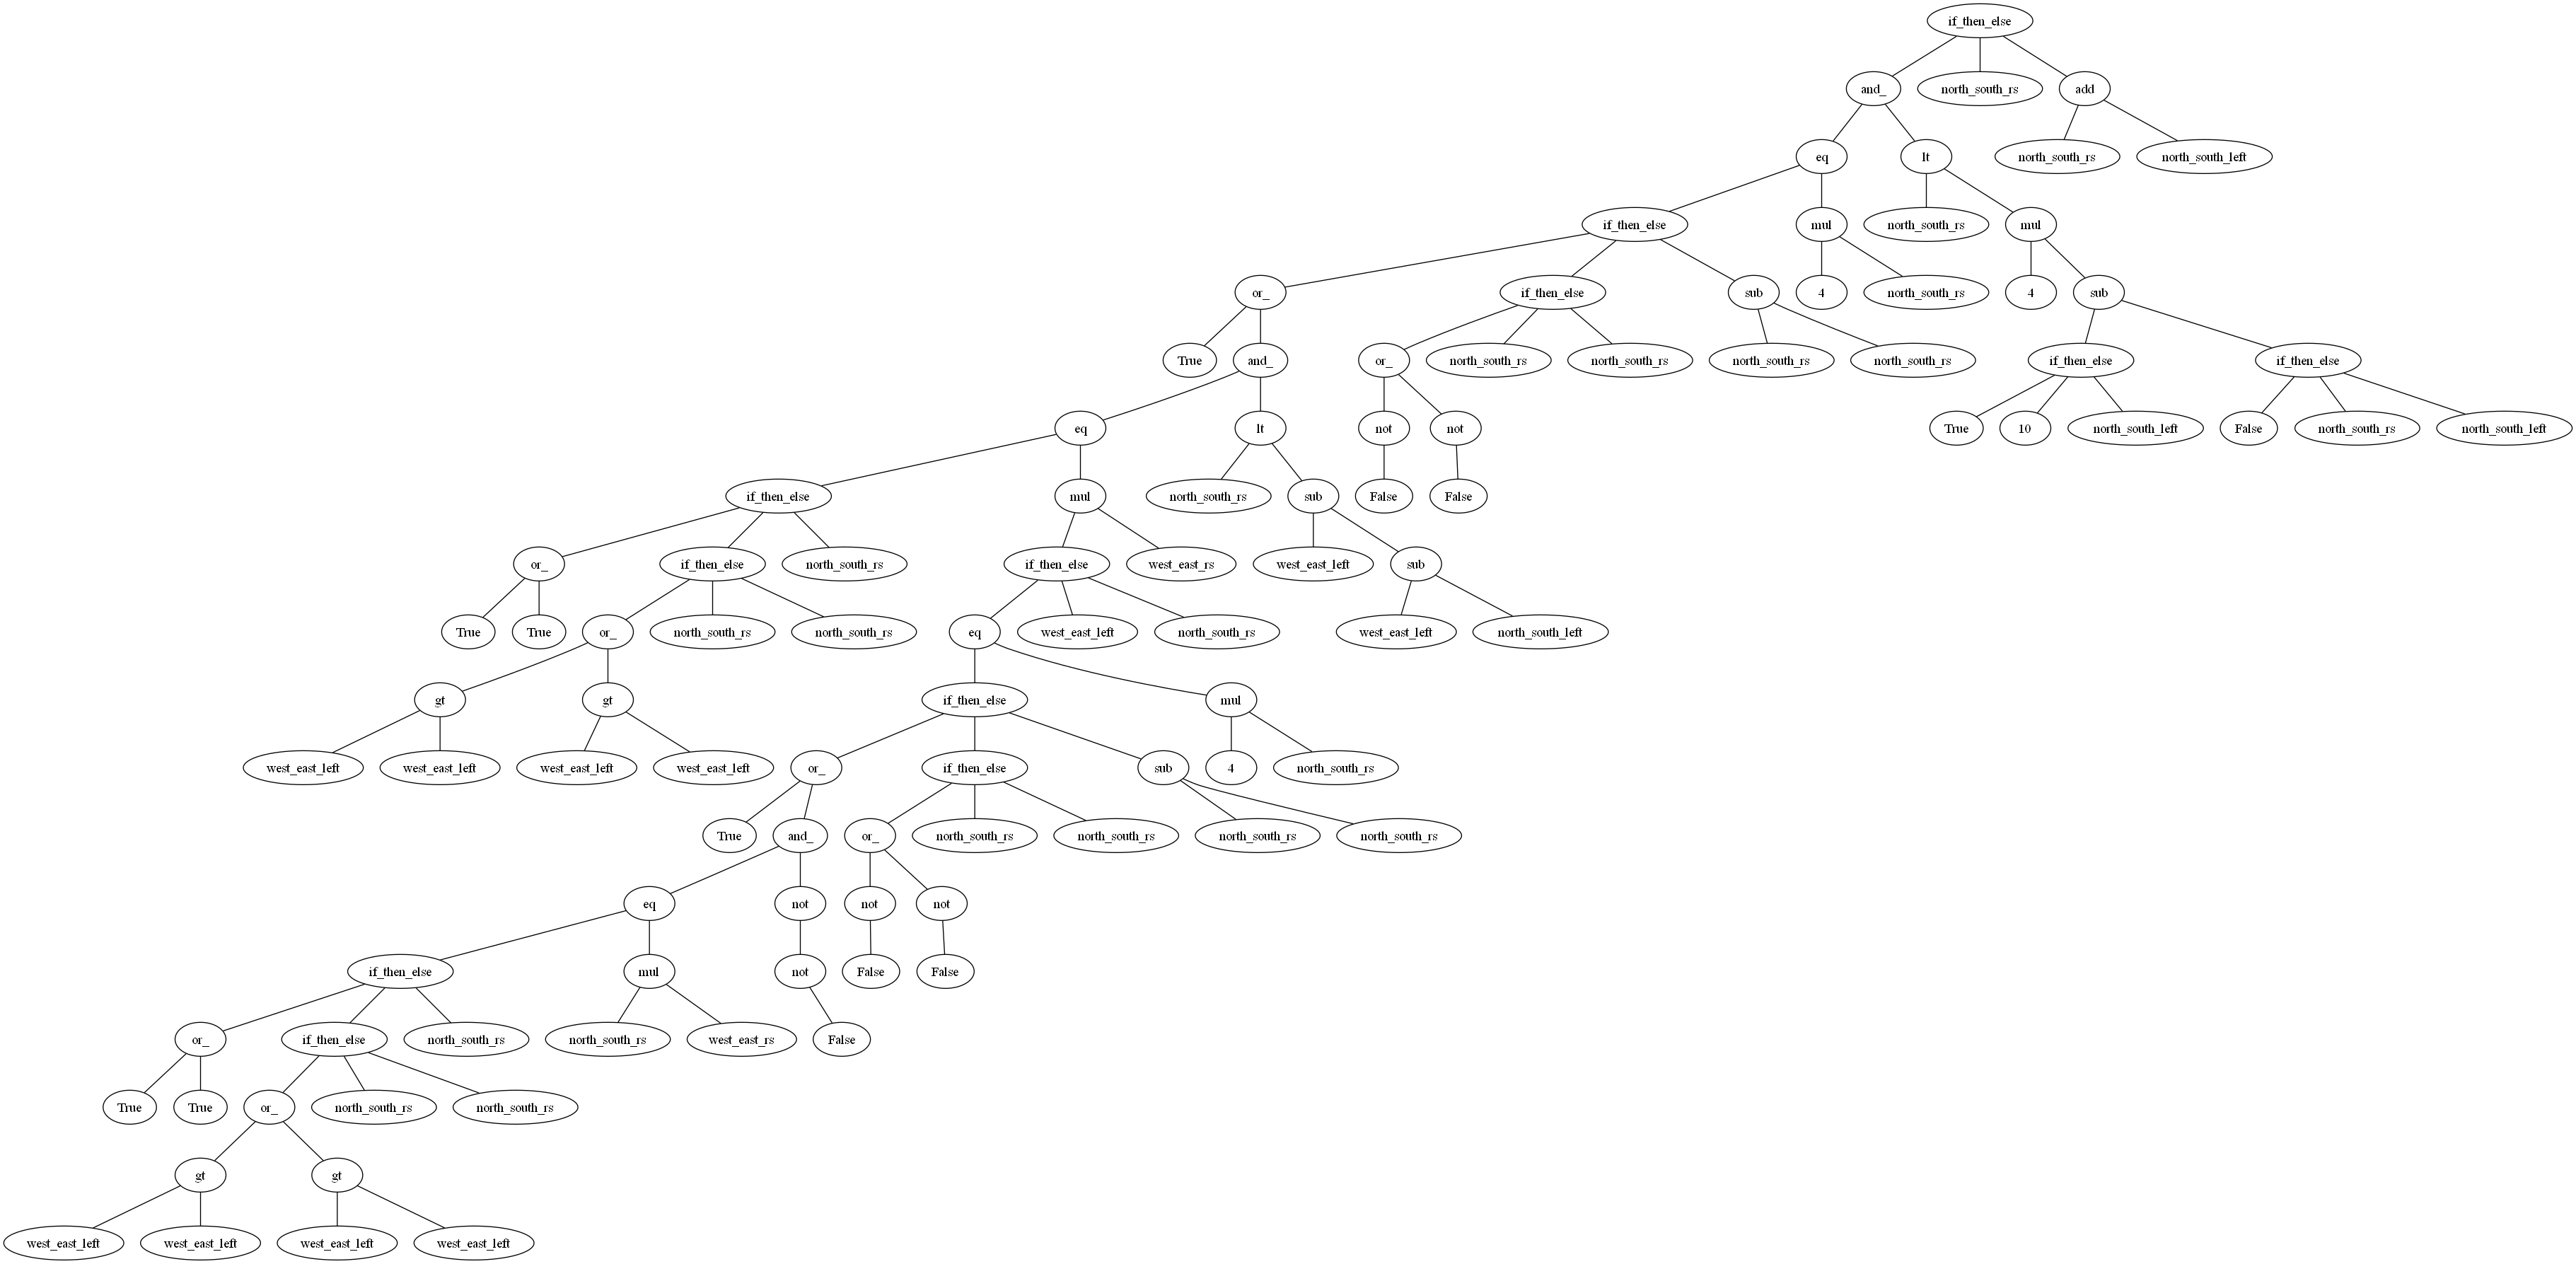 if_then_else
and_ north_south_rs add
eq lt north_south_rs north_south_left
if_then_else mul north_south_rs mul
or_ if_then_else sub 4 north_south_rs 4 sub
True and_ or_ north_south_rs north_south_rs north_south_rs north_south_rs if_then_else if_then_else
eq lt not not True 10 north_south_left False north_south_rs north_south_left
if_then_else mul north_south_rs sub False False
or_ if_then_else north_south_rs if_then_else west_east_rs west_east_left sub
True True or_ north_south_rs north_south_rs eq west_east_left north_south_rs west_east_left north_south_left
gt gt if_then_else mul
west_east_left west_east_left west_east_left west_east_left or_ if_then_else sub 4 north_south_rs
True and_ or_ north_south_rs north_south_rs north_south_rs north_south_rs
eq not not not
if_then_else mul not False False
or_ if_then_else north_south_rs north_south_rs west_east_rs False
True True or_ north_south_rs north_south_rs
gt gt
west_east_left west_east_left west_east_left west_east_left